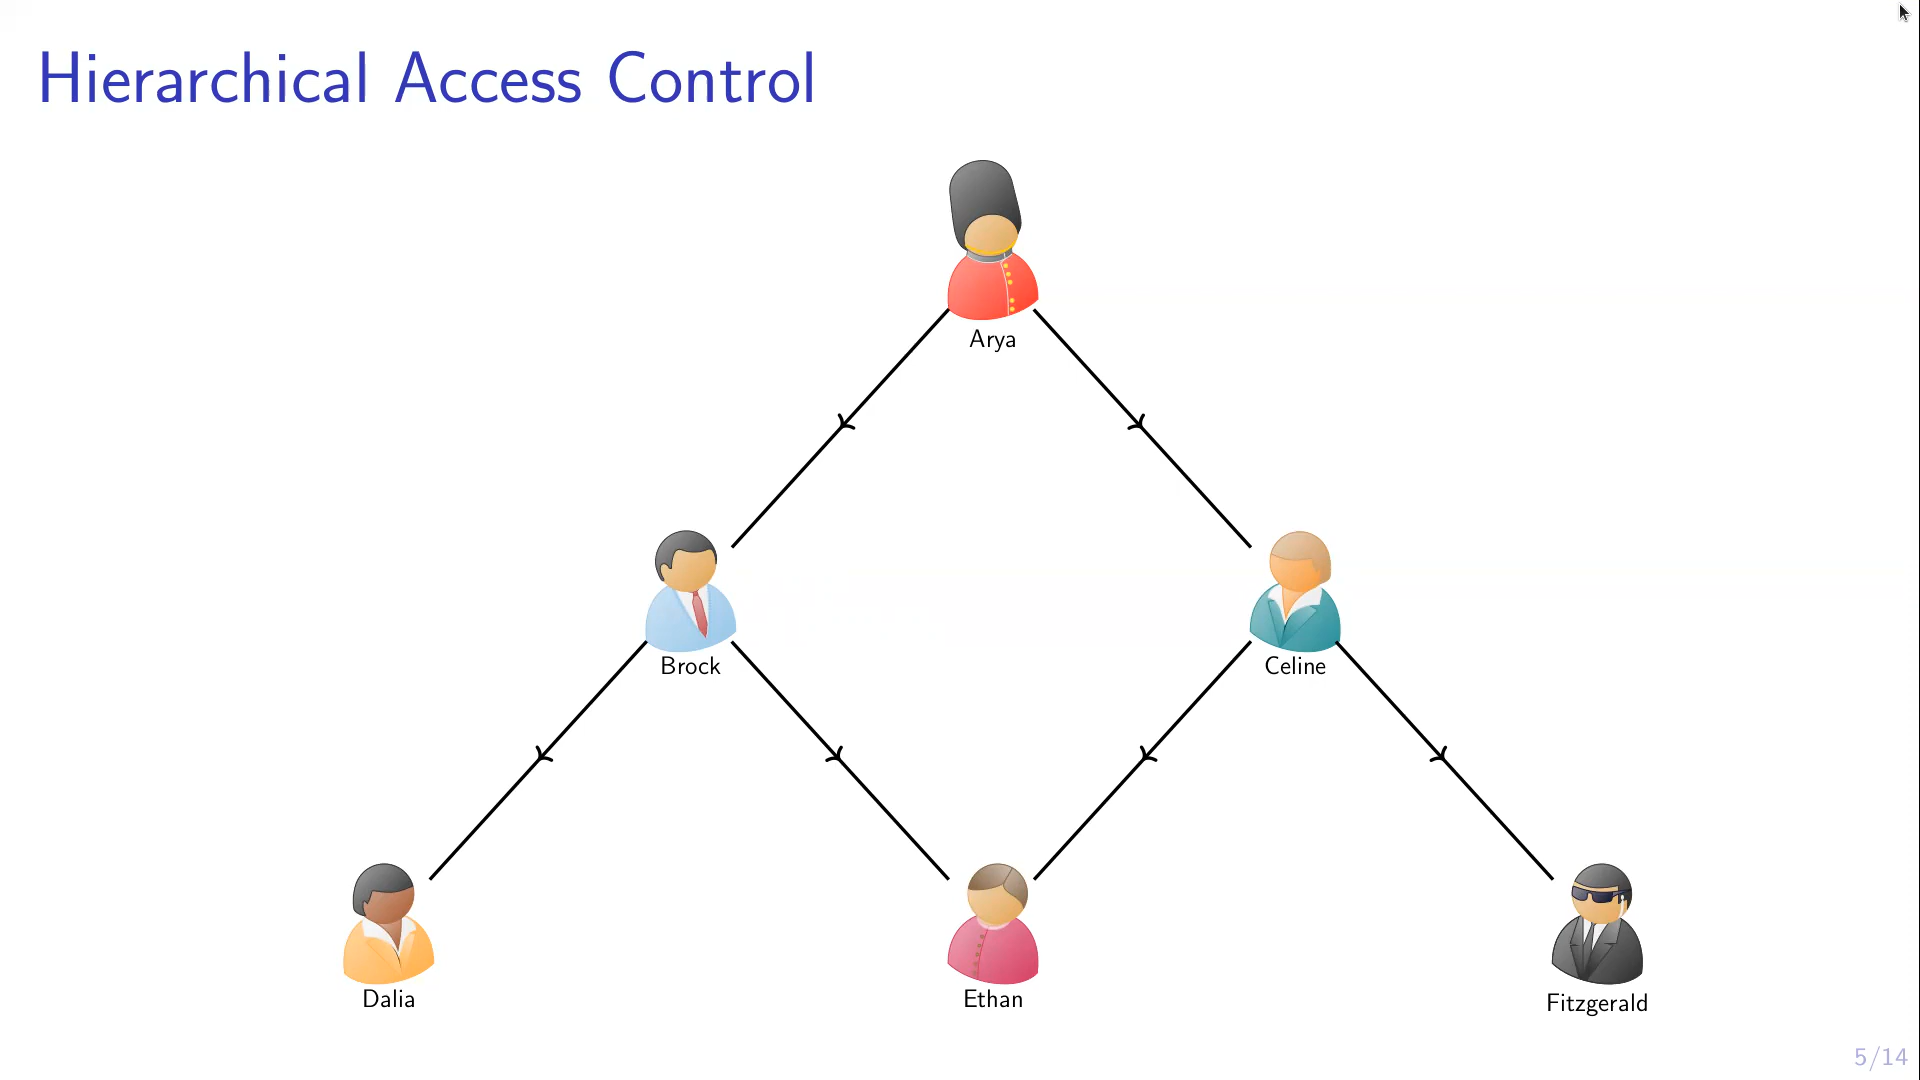 Hierarchical Access Control
Arya
Brock
Celine
Dalia
Ethan
Fitzgerald
5/14